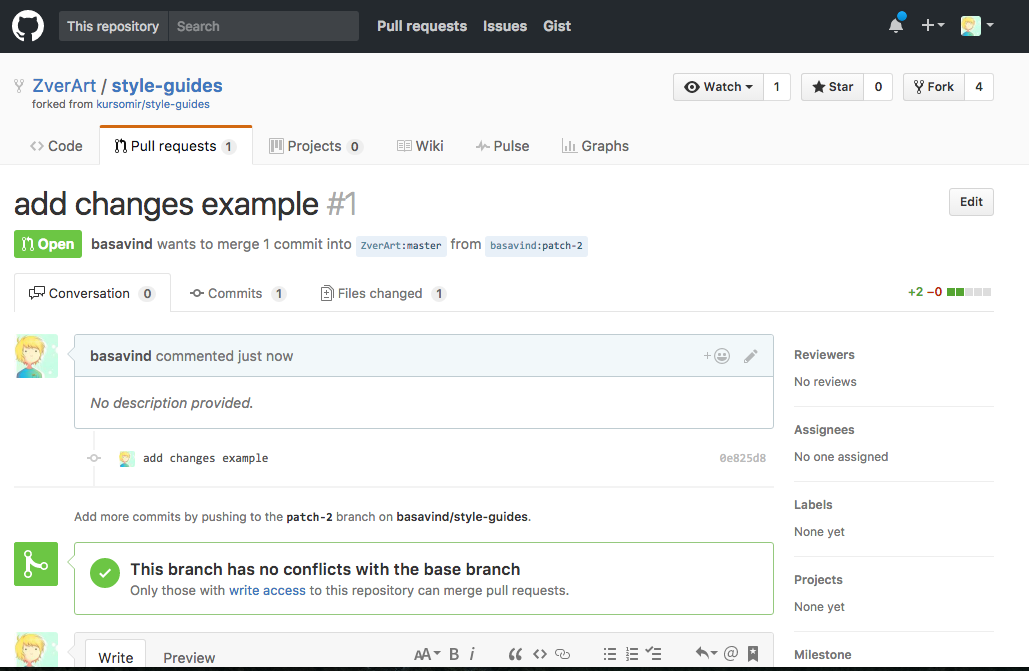 This repository Search Pull requests Issues Gist
ZverArt / style-guides
forked from kursomir/style-guides
Watch 1 Star 0 Fork 4
Code Pull requests 1 Projects 0 Wiki Pulse Graphs
add changes example #1
Edit
Open basavind wants to merge 1 commit into ZverArt:master from basavind:patch-2
Conversation 0 Commits 1 Files changed 1 +2 −0
basavind commented just now
No description provided.
add changes example 0e825d8
Add more commits by pushing to the patch-2 branch on basavind/style-guides.
This branch has no conflicts with the base branch
Only those with write access to this repository can merge pull requests.
Write Preview AA B i
Reviewers
No reviews
Assignees
No one assigned
Labels
None yet
Projects
None yet
Milestone